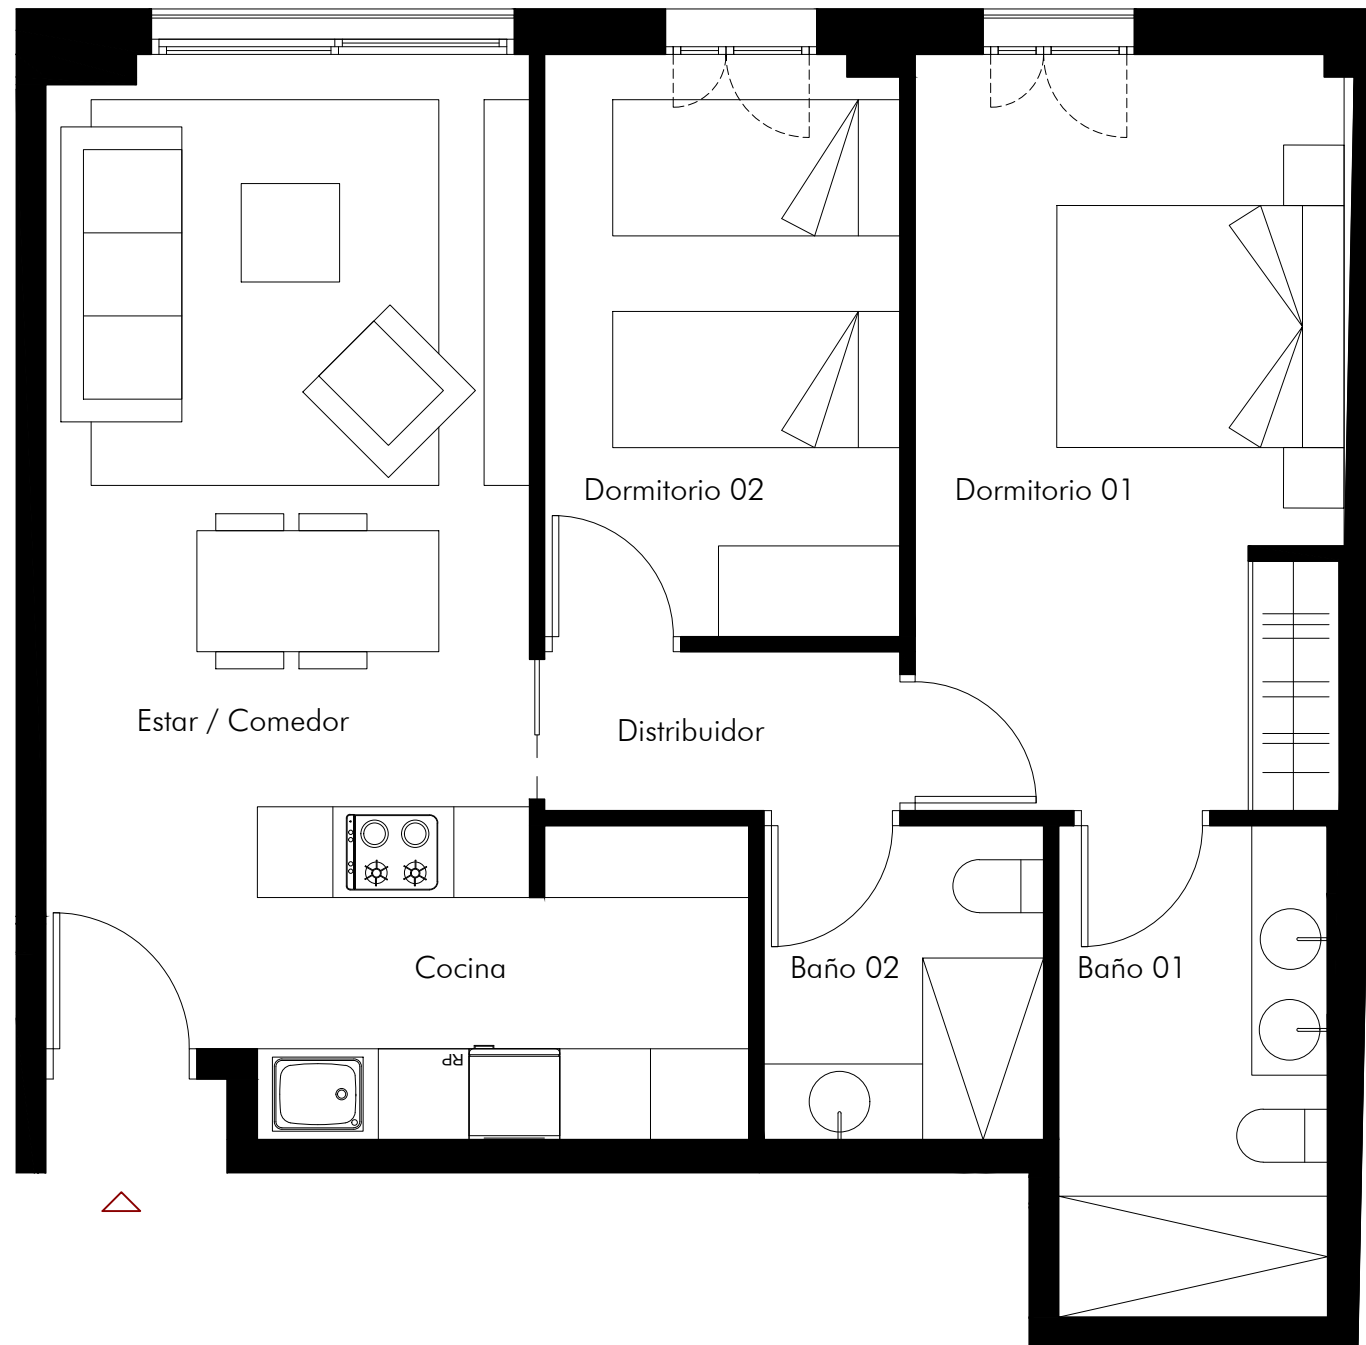 Dormitorio 02
Dormitorio 01
Estar / Comedor
Distribuidor
Cocina
Baño 02
Baño 01
RP